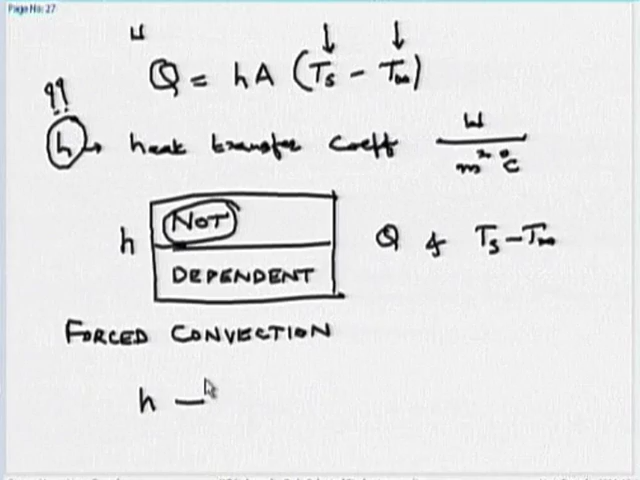 Page No: 27
W
Q = hA (Ts - T∞)
??
h → heat transfer coeff W / m² °C
h NOT Q & Ts - T∞
DEPENDENT
FORCED CONVECTION
h —